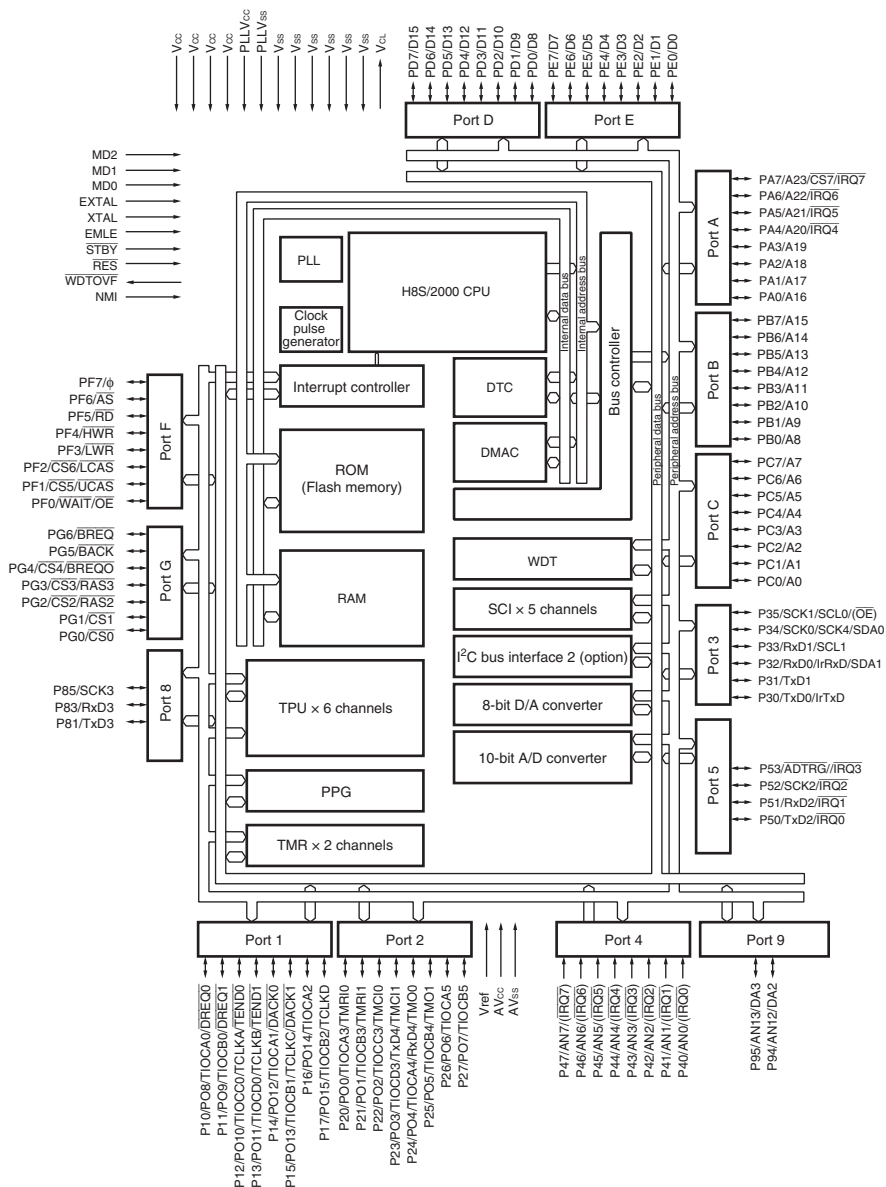 Vcc
Vcc
Vcc
Vcc
PLLVcc
PLLVss
Vss
Vss
Vss
Vss
Vss
Vss
VCL
PD7/D15
PD6/D14
PD5/D13
PD4/D12
PD3/D11
PD2/D10
PD1/D9
PD0/D8
PE7/D7
PE6/D6
PE5/D5
PE4/D4
PE3/D3
PE2/D2
PE1/D1
PE0/D0
Port D
Port E
MD2
MD1
MD0
EXTAL
XTAL
EMLE
STBY
RES
WDTOVF
NMI
PLL
H8S/2000 CPU
Clock
pulse
generator
Interrupt controller
ROM
(Flash memory)
RAM
TPU × 6 channels
PPG
TMR × 2 channels
DTC
DMAC
Internal data bus
Internal address bus
Bus controller
Peripheral data bus
Peripheral address bus
WDT
SCI × 5 channels
I²C bus interface 2 (option)
8-bit D/A converter
10-bit A/D converter
Port A
PA7/A23/CS7/IRQ7
PA6/A22/IRQ6
PA5/A21/IRQ5
PA4/A20/IRQ4
PA3/A19
PA2/A18
PA1/A17
PA0/A16
Port B
PB7/A15
PB6/A14
PB5/A13
PB4/A12
PB3/A11
PB2/A10
PB1/A9
PB0/A8
Port C
PC7/A7
PC6/A6
PC5/A5
PC4/A4
PC3/A3
PC2/A2
PC1/A1
PC0/A0
Port 3
P35/SCK1/SCL0/(OE)
P34/SCK0/SCK4/SDA0
P33/RxD1/SCL1
P32/RxD0/IrRxD/SDA1
P31/TxD1
P30/TxD0/IrTxD
Port 5
P53/ADTRG//IRQ3
P52/SCK2/IRQ2
P51/RxD2/IRQ1
P50/TxD2/IRQ0
PF7/ϕ
PF6/AS
PF5/RD
PF4/HWR
PF3/LWR
PF2/CS6/LCAS
PF1/CS5/UCAS
PF0/WAIT/OE
Port F
PG6/BREQ
PG5/BACK
PG4/CS4/BREQO
PG3/CS3/RAS3
PG2/CS2/RAS2
PG1/CS1
PG0/CS0
Port G
P85/SCK3
P83/RxD3
P81/TxD3
Port 8
Port 1
Port 2
Port 4
Port 9
P10/PO8/TIOCA0/DREQ0
P11/PO9/TIOCB0/DREQ1
P12/PO10/TIOCC0/TCLKA/TEND0
P13/PO11/TIOCD0/TCLKB/TEND1
P14/PO12/TIOCA1/DACK0
P15/PO13/TIOCB1/TCLKC/DACK1
P16/PO14/TIOCA2
P17/PO15/TIOCB2/TCLKD
P20/PO0/TIOCA3/TMRI0
P21/PO1/TIOCB3/TMRI1
P22/PO2/TIOCC3/TMCI0
P23/PO3/TIOCD3/TxD4/TMCI1
P24/PO4/TIOCA4/RxD4/TMO0
P25/PO5/TIOCB4/TMO1
P26/PO6/TIOCA5
P27/PO7/TIOCB5
Vref
AVcc
AVss
P47/AN7/(IRQ7)
P46/AN6/(IRQ6)
P45/AN5/(IRQ5)
P44/AN4/(IRQ4)
P43/AN3/(IRQ3)
P42/AN2/(IRQ2)
P41/AN1/(IRQ1)
P40/AN0/(IRQ0)
P95/AN13/DA3
P94/AN12/DA2